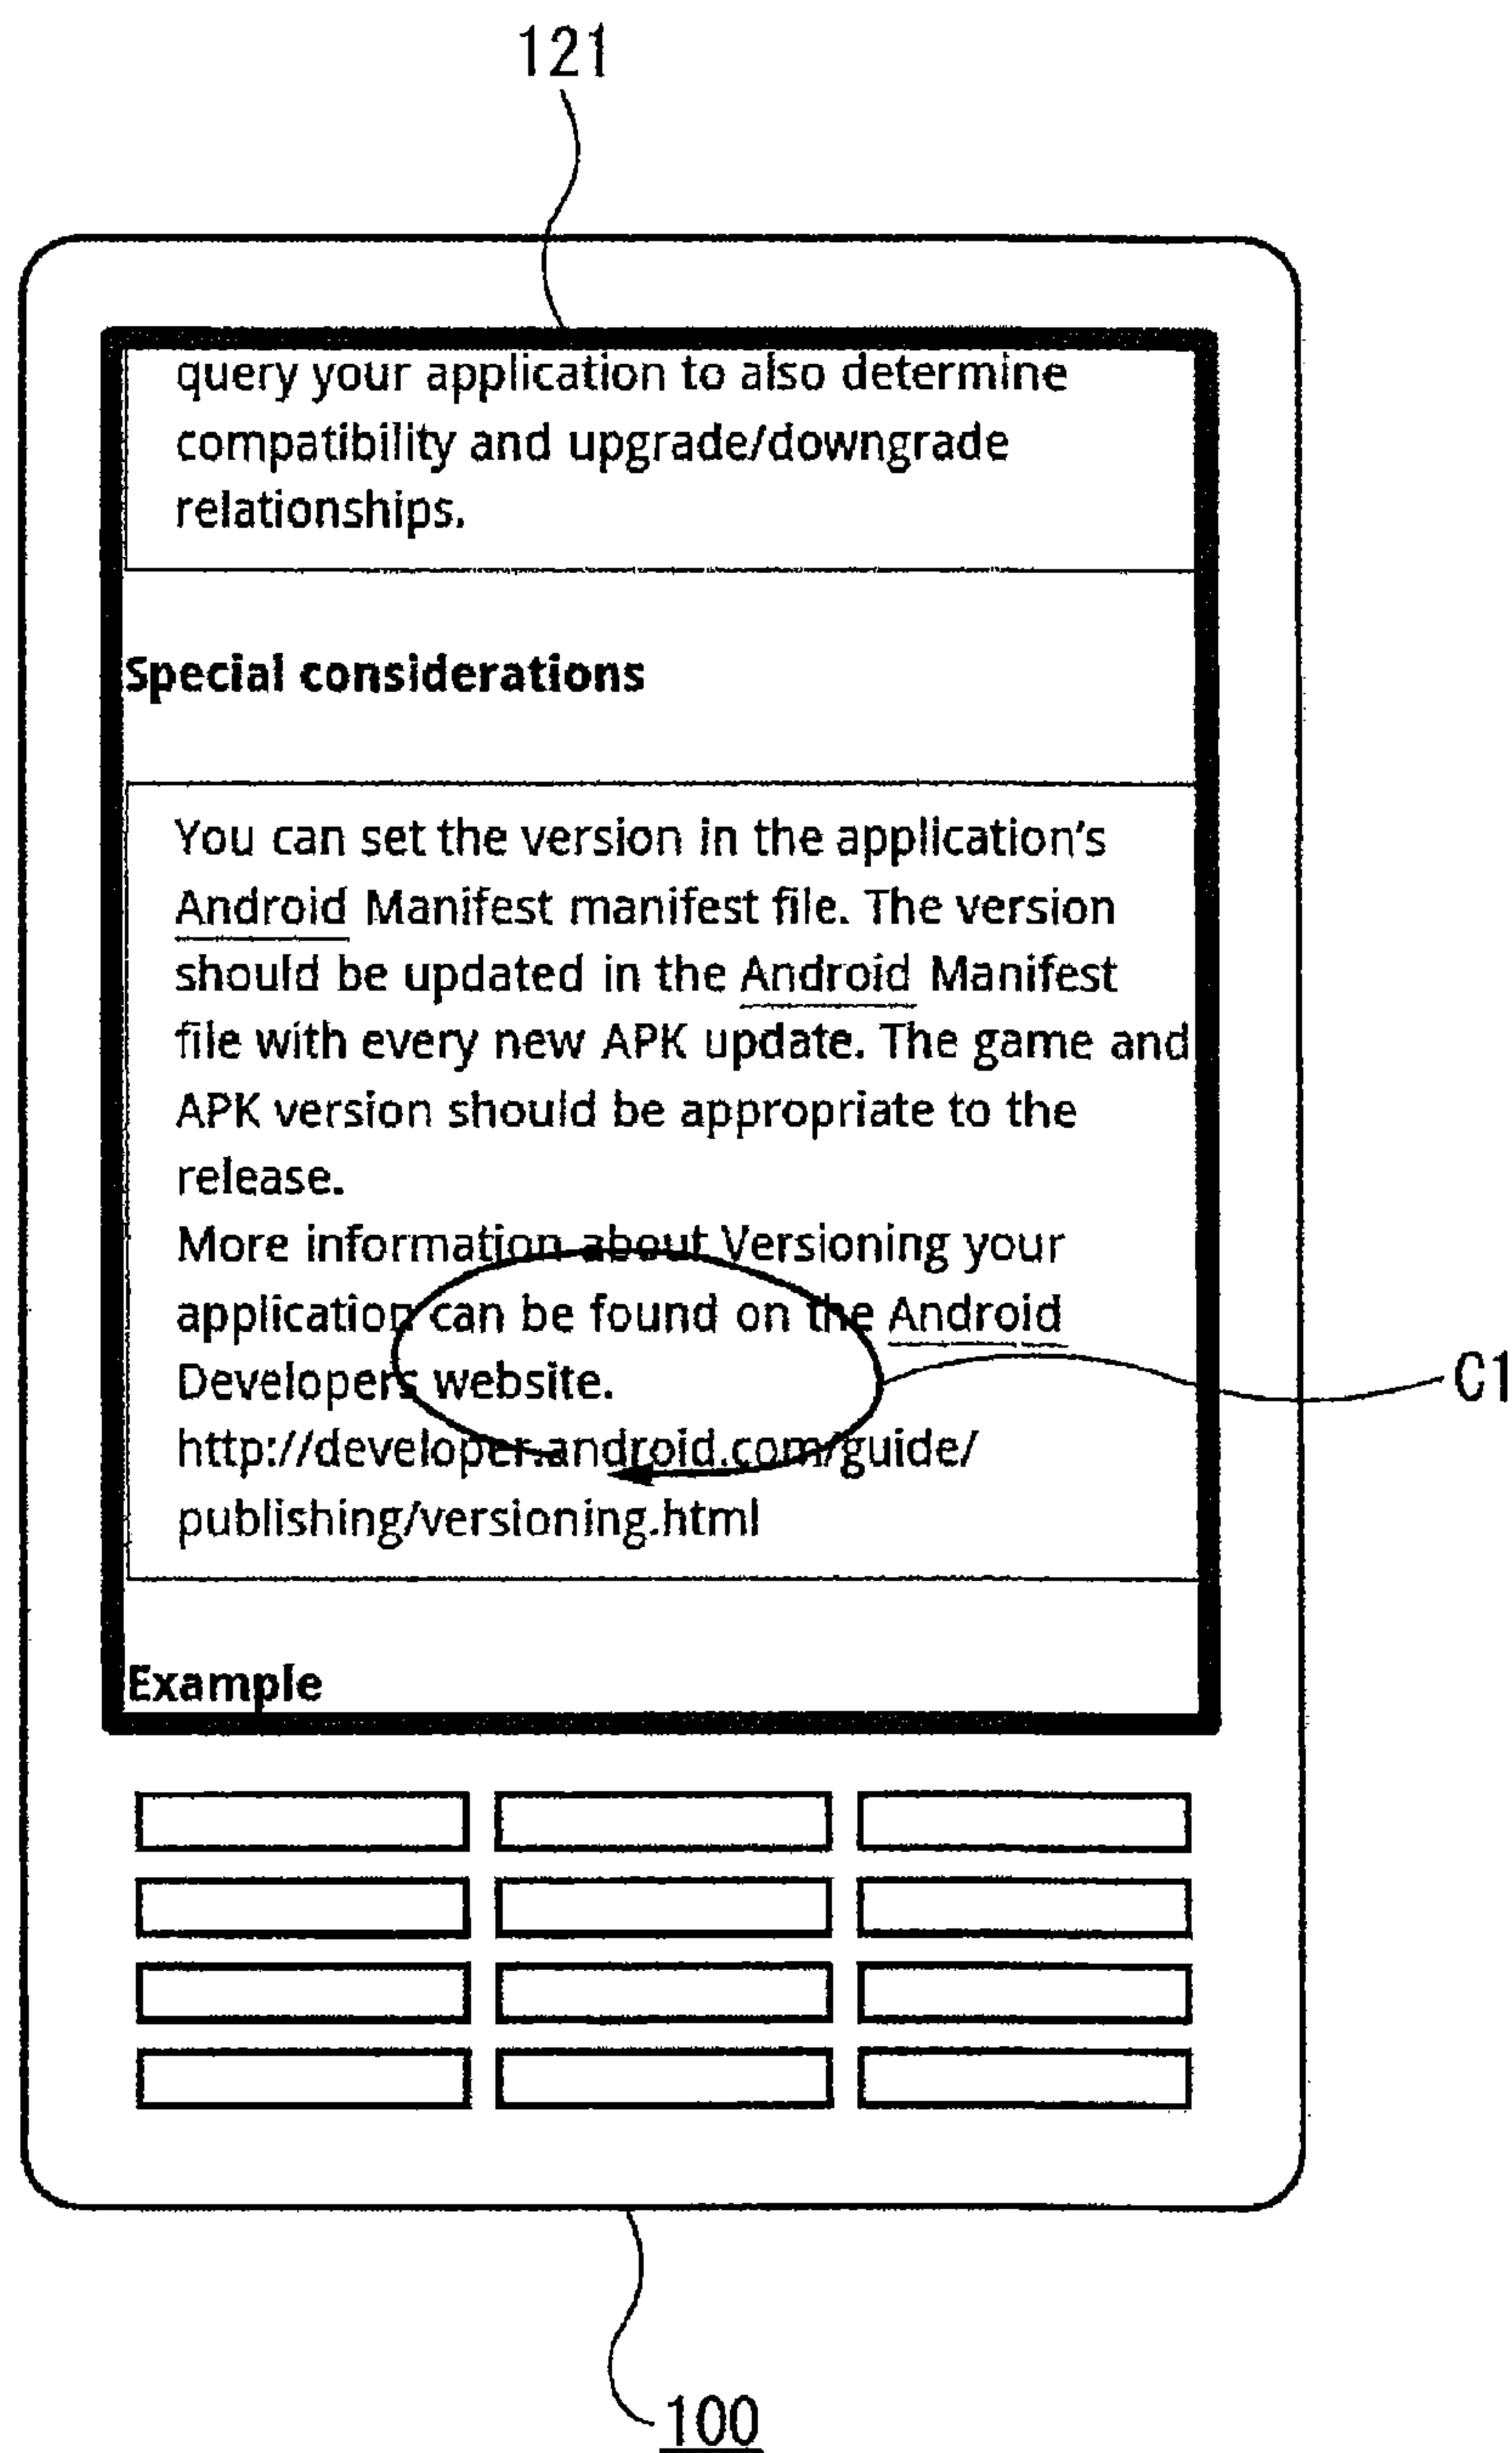 121
query your application to also determine
compatibility and upgrade/downgrade
relationships.
Special considerations
You can set the version in the application's
Android Manifest manifest file. The version
should be updated in the Android Manifest
file with every new APK update. The game and
APK version should be appropriate to the
release.
More information about Versioning your
application can be found on the Android
Developers website.
http://developer.android.com/guide/
publishing/versioning.html
C1
Example
100